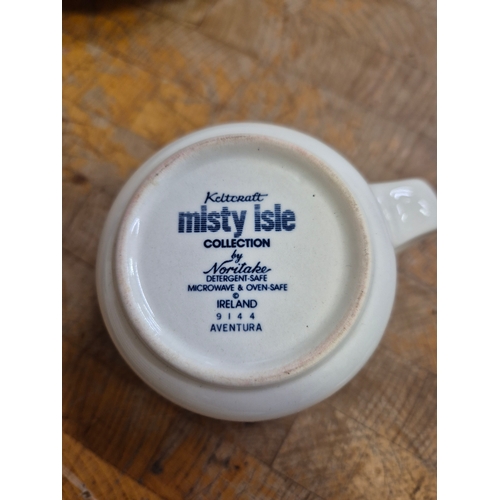 Keltcraft
misty isle
COLLECTION
by
Noritake
DETERGENT-SAFE
MICROWAVE & OVEN-SAFE
©
IRELAND
9144
AVENTURA